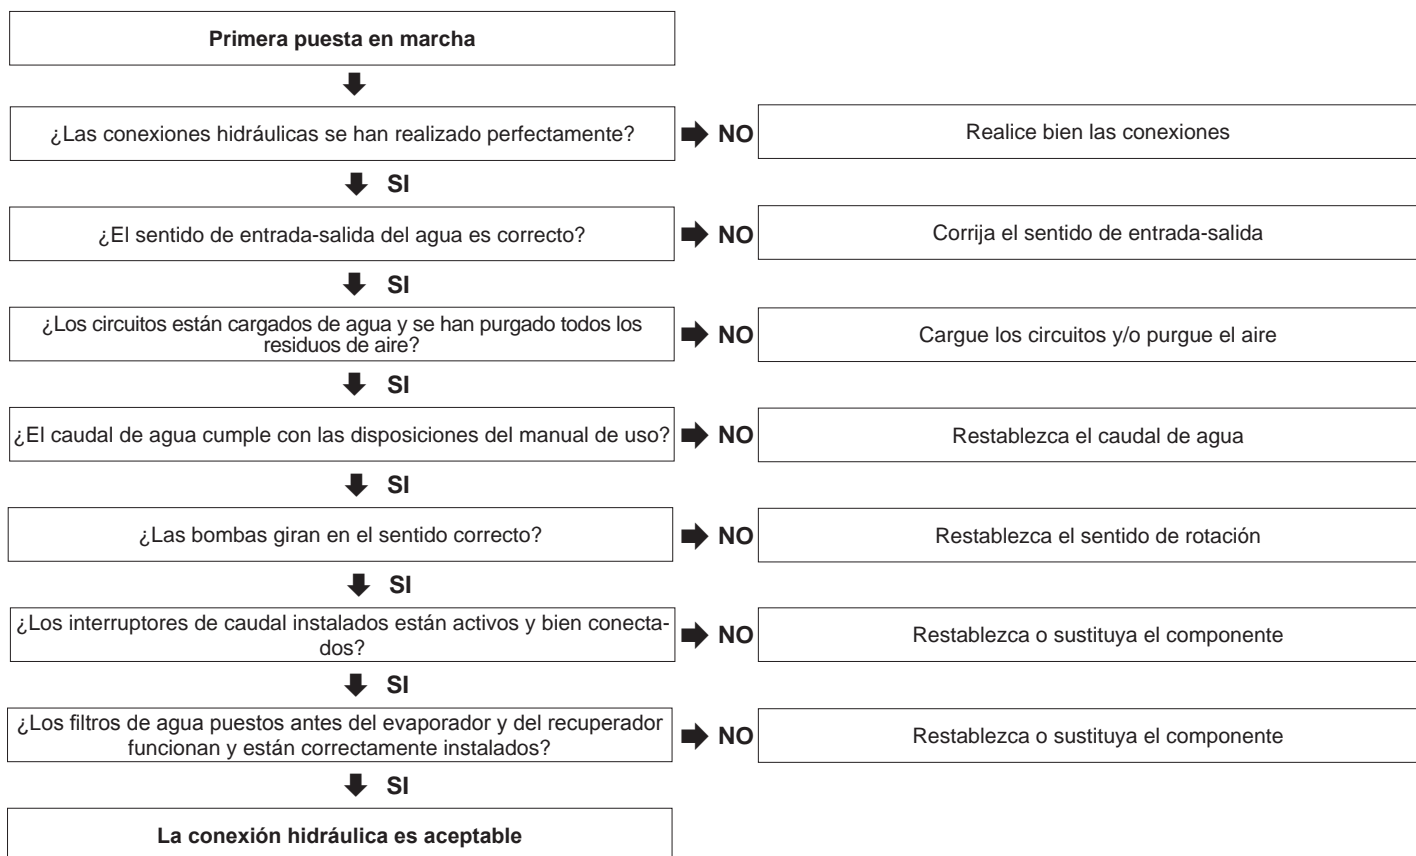 Primera puesta en marcha
¿Las conexiones hidráulicas se han realizado perfectamente?
NO
Realice bien las conexiones
SI
¿El sentido de entrada-salida del agua es correcto?
NO
Corrija el sentido de entrada-salida
SI
¿Los circuitos están cargados de agua y se han purgado todos los
residuos de aire?
NO
Cargue los circuitos y/o purgue el aire
SI
¿El caudal de agua cumple con las disposiciones del manual de uso?
NO
Restablezca el caudal de agua
SI
¿Las bombas giran en el sentido correcto?
NO
Restablezca el sentido de rotación
SI
¿Los interruptores de caudal instalados están activos y bien conecta-
dos?
NO
Restablezca o sustituya el componente
SI
¿Los filtros de agua puestos antes del evaporador y del recuperador
funcionan y están correctamente instalados?
NO
Restablezca o sustituya el componente
SI
La conexión hidráulica es aceptable